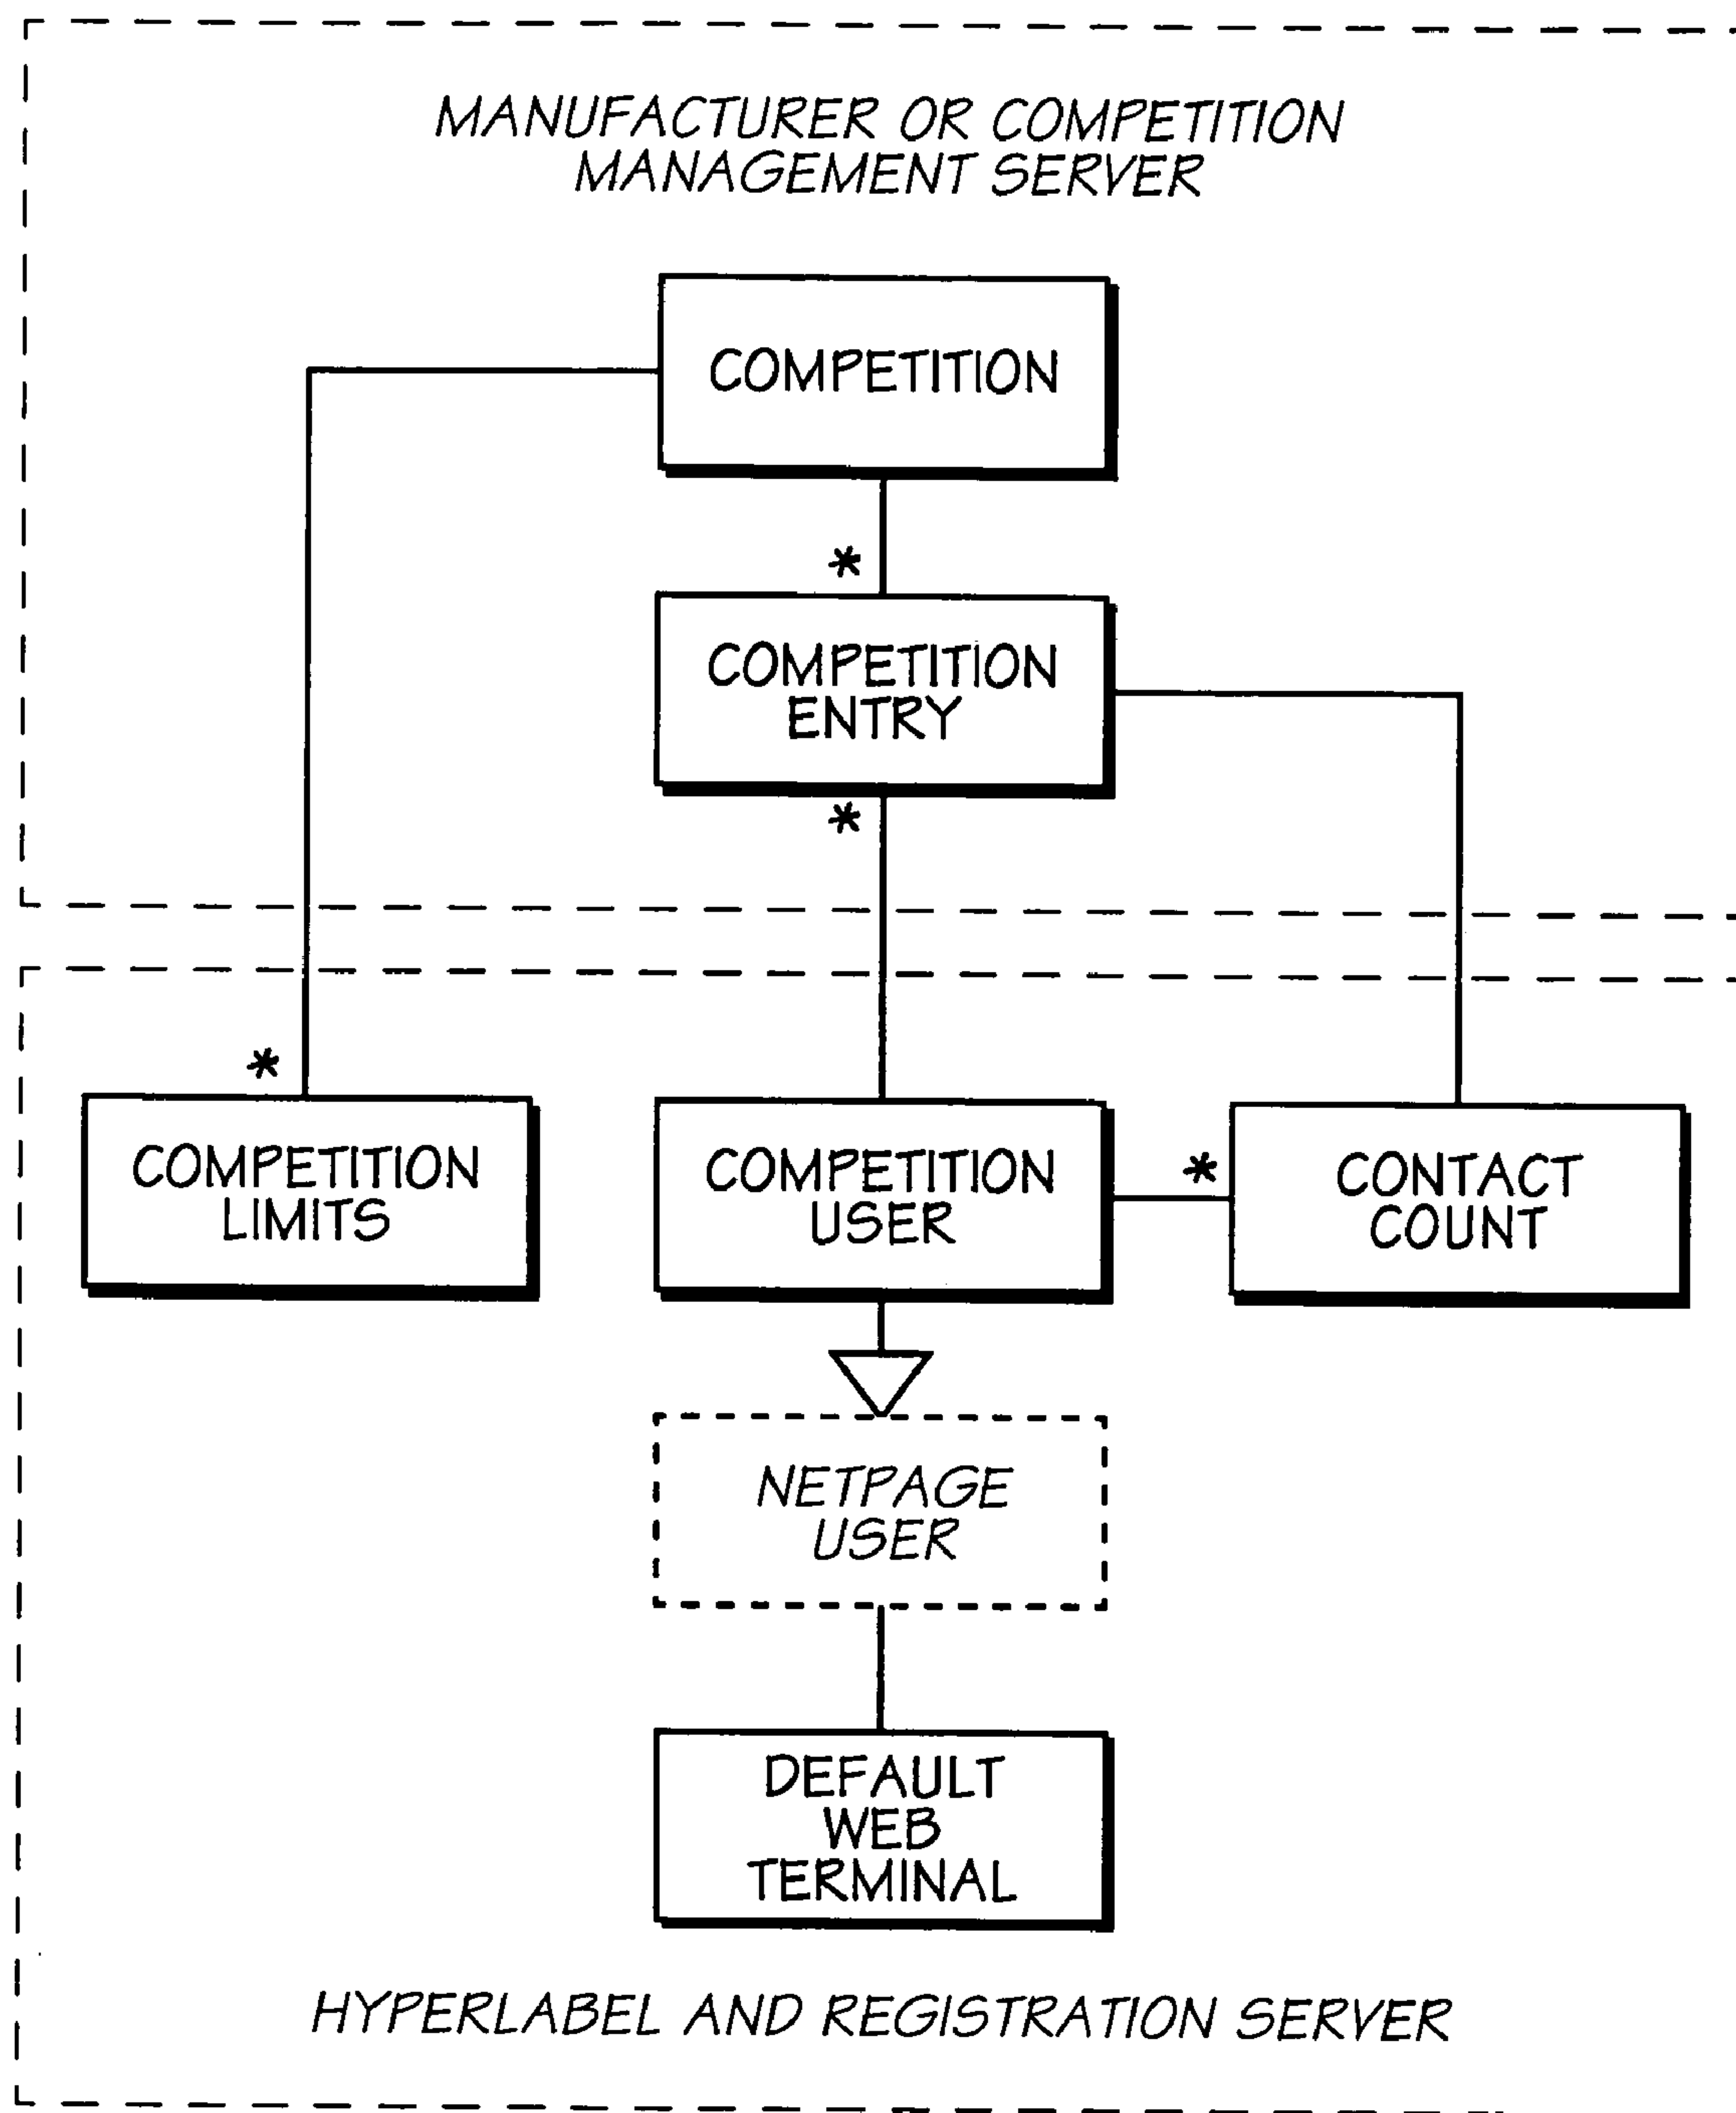 MANUFACTURER OR COMPETITION
MANAGEMENT SERVER
COMPETITION
*
COMPETITION
ENTRY
*
*
COMPETITION
LIMITS
COMPETITION
USER
*
CONTACT
COUNT
NETPAGE
USER
DEFAULT
WEB
TERMINAL
HYPERLABEL AND REGISTRATION SERVER